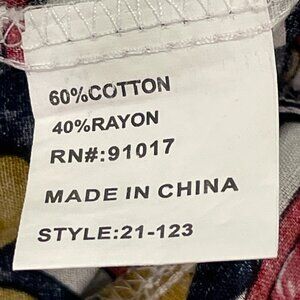 60%COTTON
40%RAYON
RN#:91017
MADE IN CHINA
STYLE:21-123